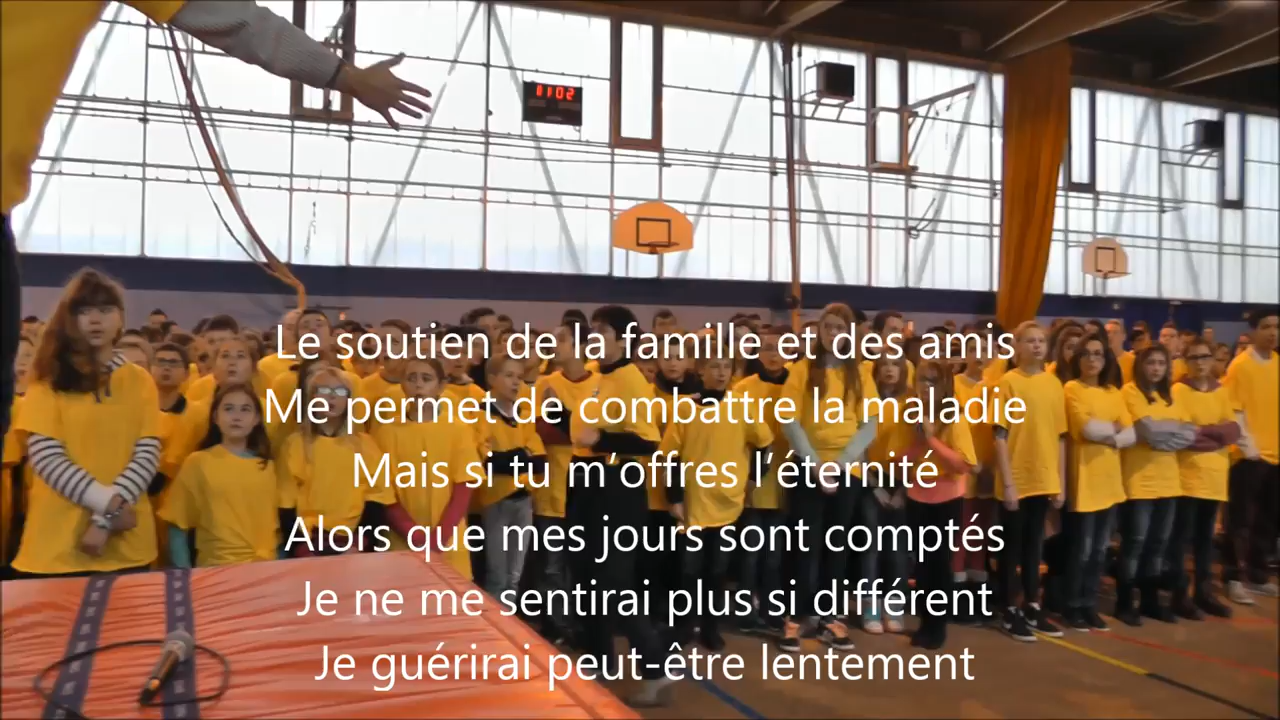 Le soutien de la famille et des amis
Me permet de combattre la maladie
Mais si tu m’offres l’éternité
Alors que mes jours sont comptés
Je ne me sentirai plus si différent
Je guérirai peut-être lentement